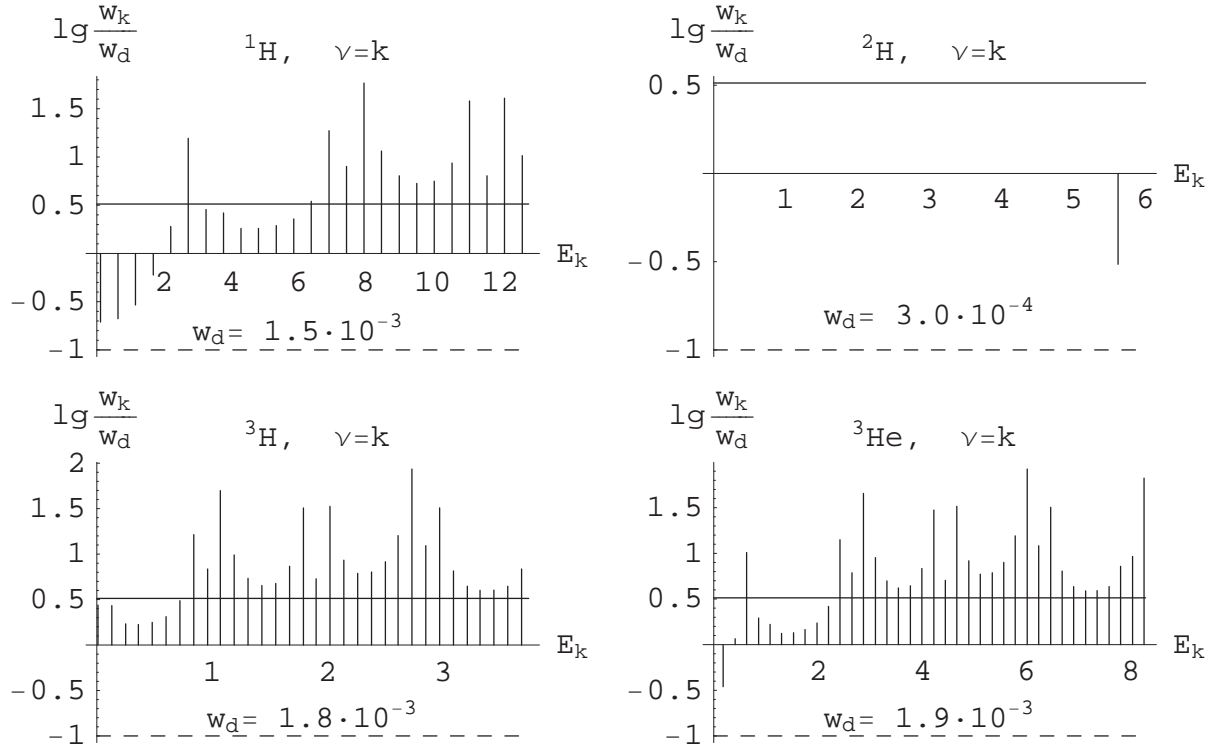 lg w_k/w_d
¹H, ν=k
1.5
1
0.5
−0.5
−1
2 4 6 8 10 12
E_k
w_d= 1.5·10⁻³
lg w_k/w_d
²H, ν=k
0.5
−0.5
−1
1 2 3 4 5 6
E_k
w_d= 3.0·10⁻⁴
lg w_k/w_d
³H, ν=k
2
1.5
1
0.5
−0.5
−1
1 2 3
E_k
w_d= 1.8·10⁻³
lg w_k/w_d
³He, ν=k
1.5
1
0.5
−0.5
−1
2 4 6 8
E_k
w_d= 1.9·10⁻³